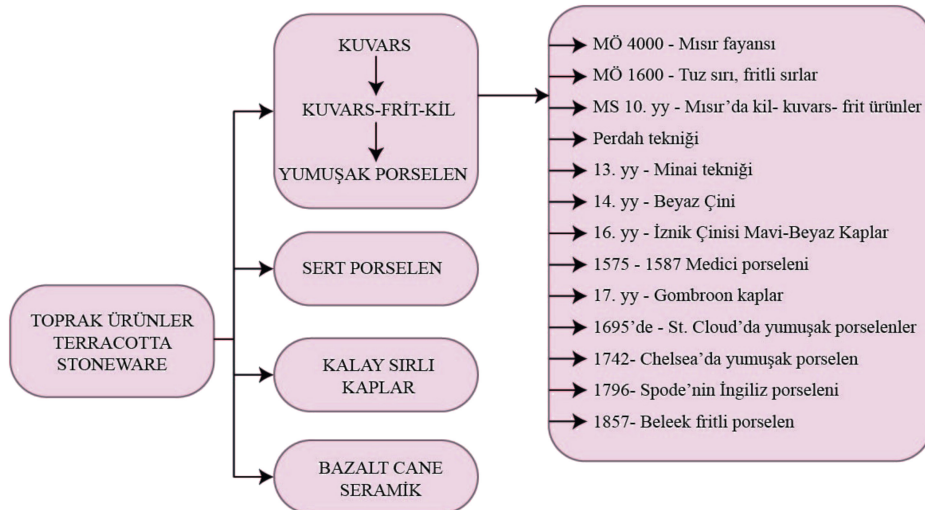 TOPRAK ÜRÜNLER
TERRACOTTA
STONEWARE
KUVARS
KUVARS-FRİT-KİL
YUMUŞAK PORSELEN
SERT PORSELEN
KALAY SIRLI
KAPLAR
BAZALT CANE
SERAMİK
MÖ 4000 - Mısır fayansı
MÖ 1600 - Tuz sırı, fritli sırlar
MS 10. yy - Mısır’da kil- kuvars- frit ürünler
Perdah tekniği
13. yy - Minai tekniği
14. yy - Beyaz Çini
16. yy - İznik Çinisi Mavi-Beyaz Kaplar
1575 - 1587 Medici porseleni
17. yy - Gombroon kaplar
1695’de - St. Cloud’da yumuşak porselenler
1742- Chelsea’da yumuşak porselen
1796- Spode’nin İngiliz porseleni
1857- Beleek fritli porselen